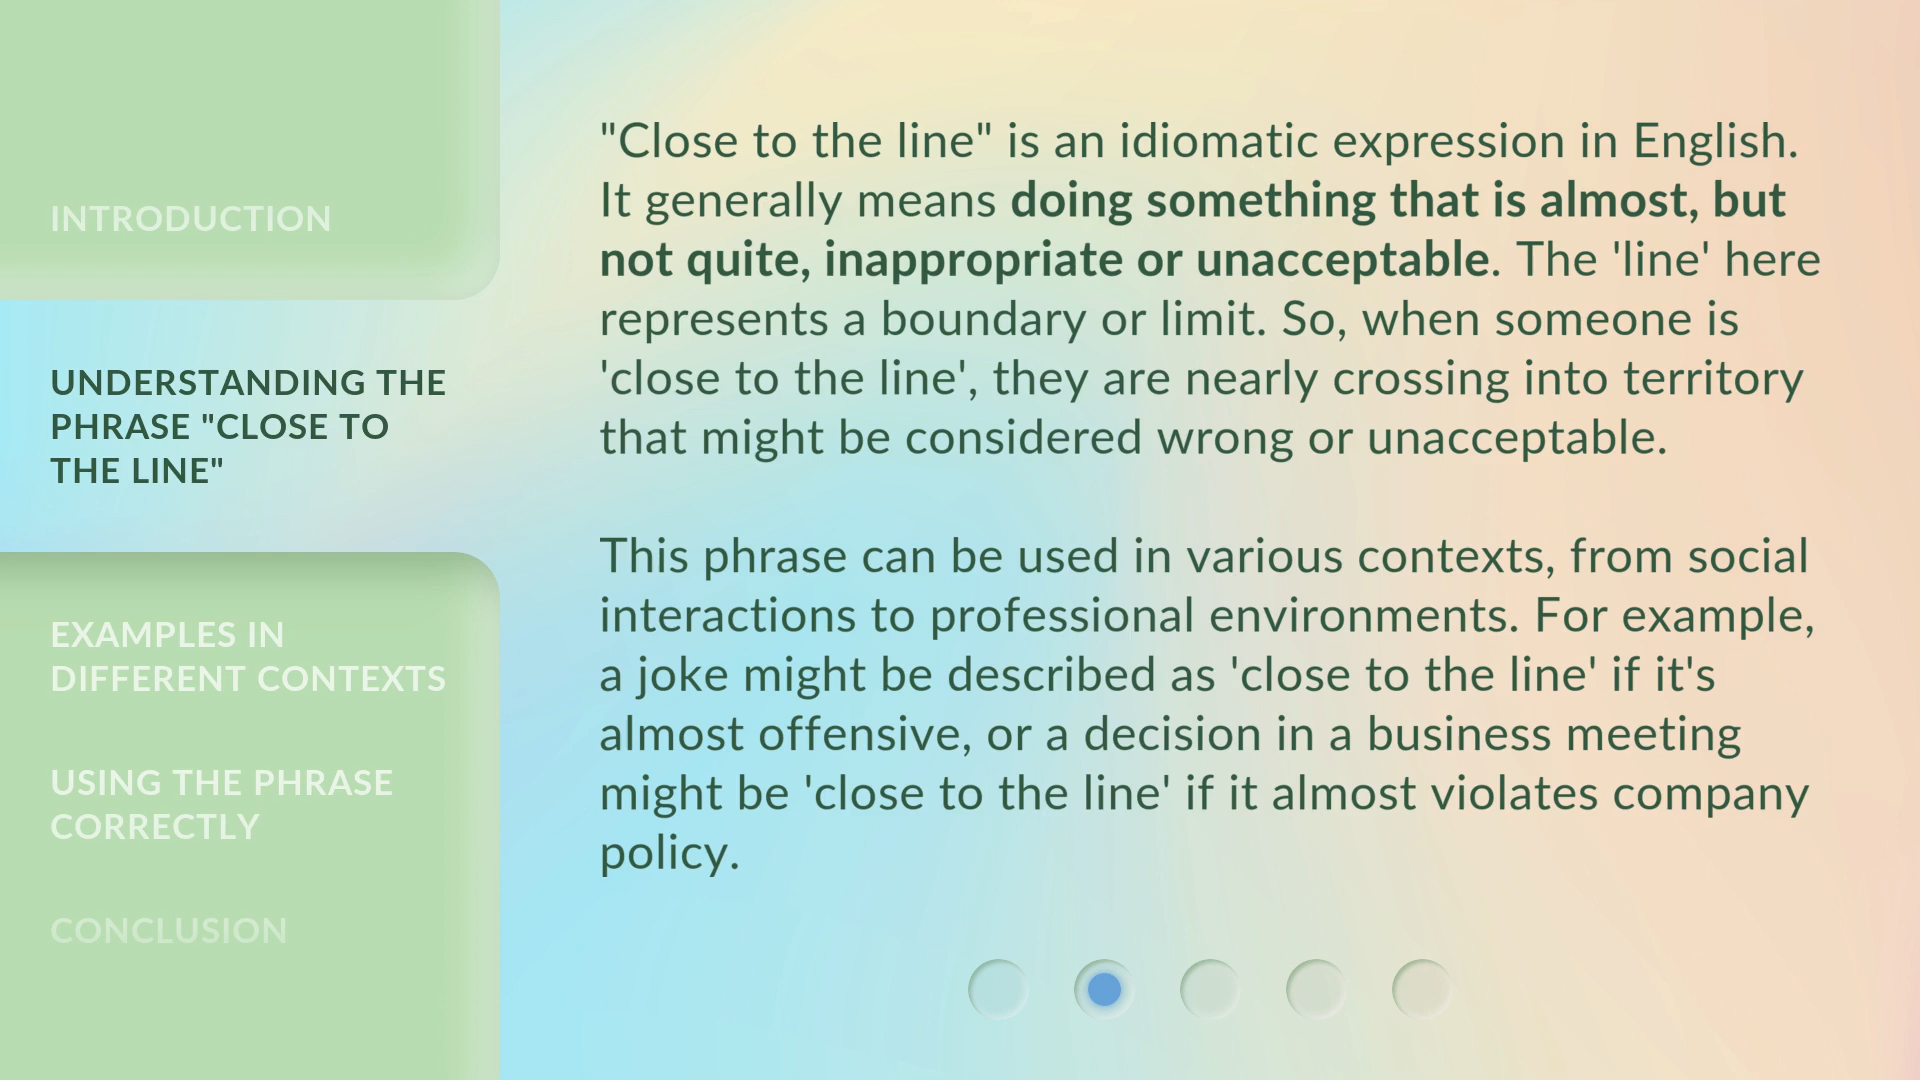 INTRODUCTION
UNDERSTANDING THE
PHRASE "CLOSE TO
THE LINE"
EXAMPLES IN
DIFFERENT CONTEXTS
USING THE PHRASE
CORRECTLY
CONCLUSION
"Close to the line" is an idiomatic expression in English.
It generally means doing something that is almost, but
not quite, inappropriate or unacceptable. The 'line' here
represents a boundary or limit. So, when someone is
'close to the line', they are nearly crossing into territory
that might be considered wrong or unacceptable.
This phrase can be used in various contexts, from social
interactions to professional environments. For example,
a joke might be described as 'close to the line' if it's
almost offensive, or a decision in a business meeting
might be 'close to the line' if it almost violates company
policy.